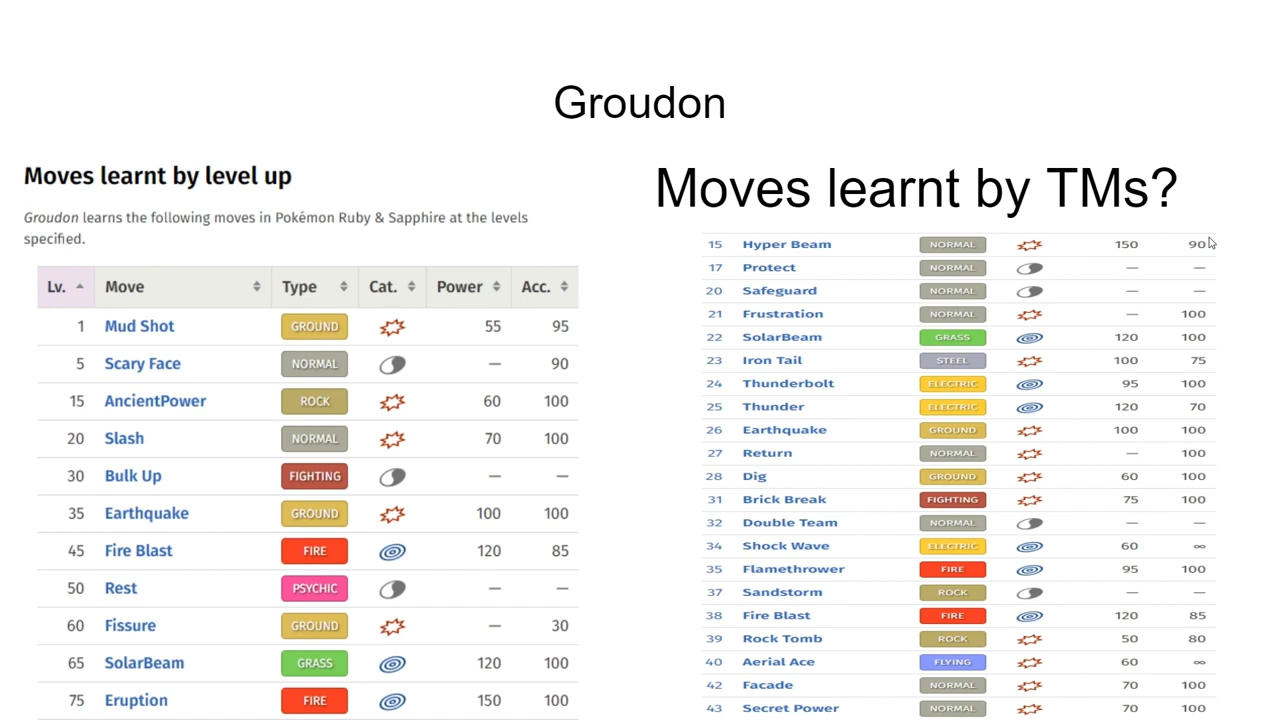 Groudon
Moves learnt by level up
Groudon learns the following moves in Pokémon Ruby & Sapphire at the levels
specified.
Lv. Move Type Cat. Power Acc.
1 Mud Shot GROUND 55 95
5 Scary Face NORMAL — 90
15 AncientPower ROCK 60 100
20 Slash NORMAL 70 100
30 Bulk Up FIGHTING — —
35 Earthquake GROUND 100 100
45 Fire Blast FIRE 120 85
50 Rest PSYCHIC — —
60 Fissure GROUND — 30
65 SolarBeam GRASS 120 100
75 Eruption FIRE 150 100
Moves learnt by TMs?
15 Hyper Beam NORMAL 150 90
17 Protect NORMAL — —
20 Safeguard NORMAL — —
21 Frustration NORMAL — 100
22 SolarBeam GRASS 120 100
23 Iron Tail STEEL 100 75
24 Thunderbolt ELECTRIC 95 100
25 Thunder ELECTRIC 120 70
26 Earthquake GROUND 100 100
27 Return NORMAL — 100
28 Dig GROUND 60 100
31 Brick Break FIGHTING 75 100
32 Double Team NORMAL — —
34 Shock Wave ELECTRIC 60 ∞
35 Flamethrower FIRE 95 100
37 Sandstorm ROCK — —
38 Fire Blast FIRE 120 85
39 Rock Tomb ROCK 50 80
40 Aerial Ace FLYING 60 ∞
42 Facade NORMAL 70 100
43 Secret Power NORMAL 70 100